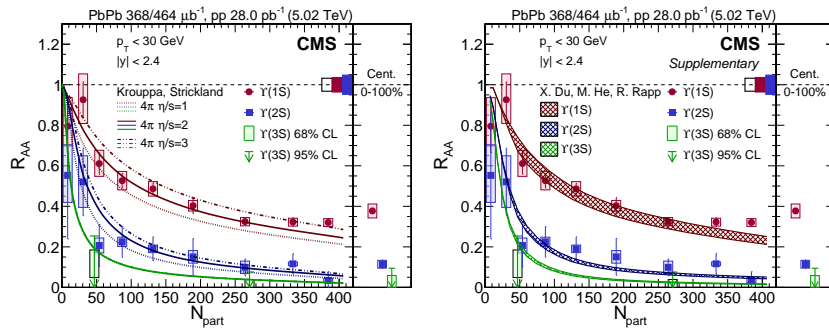 PbPb 368/464 μb⁻¹, pp 28.0 pb⁻¹ (5.02 TeV)
p_T < 30 GeV
CMS
|y| < 2.4
Cent.
0-100%
Krouppa, Strickland
4π η/s=1
4π η/s=2
4π η/s=3
ϒ(1S)
ϒ(2S)
ϒ(3S) 68% CL
ϒ(3S) 95% CL
R_AA
0
0.2
0.4
0.6
0.8
1
1.2
0 50 100 150 200 250 300 350 400
N_part
PbPb 368/464 μb⁻¹, pp 28.0 pb⁻¹ (5.02 TeV)
p_T < 30 GeV
CMS
|y| < 2.4
Supplementary
Cent.
0-100%
X. Du, M. He, R. Rapp
ϒ(1S)
ϒ(2S)
ϒ(3S)
ϒ(1S)
ϒ(2S)
ϒ(3S) 68% CL
ϒ(3S) 95% CL
R_AA
0
0.2
0.4
0.6
0.8
1
1.2
0 50 100 150 200 250 300 350 400
N_part